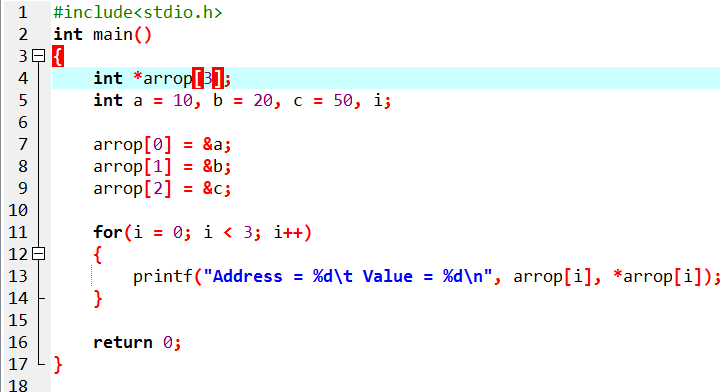 1 #include<stdio.h>
2 int main()
3 {
4 int *arrop[3];
5 int a = 10, b = 20, c = 50, i;
6
7 arrop[0] = &a;
8 arrop[1] = &b;
9 arrop[2] = &c;
10
11 for(i = 0; i < 3; i++)
12 {
13 printf("Address = %d\t Value = %d\n", arrop[i], *arrop[i]);
14 }
15
16 return 0;
17 }
18